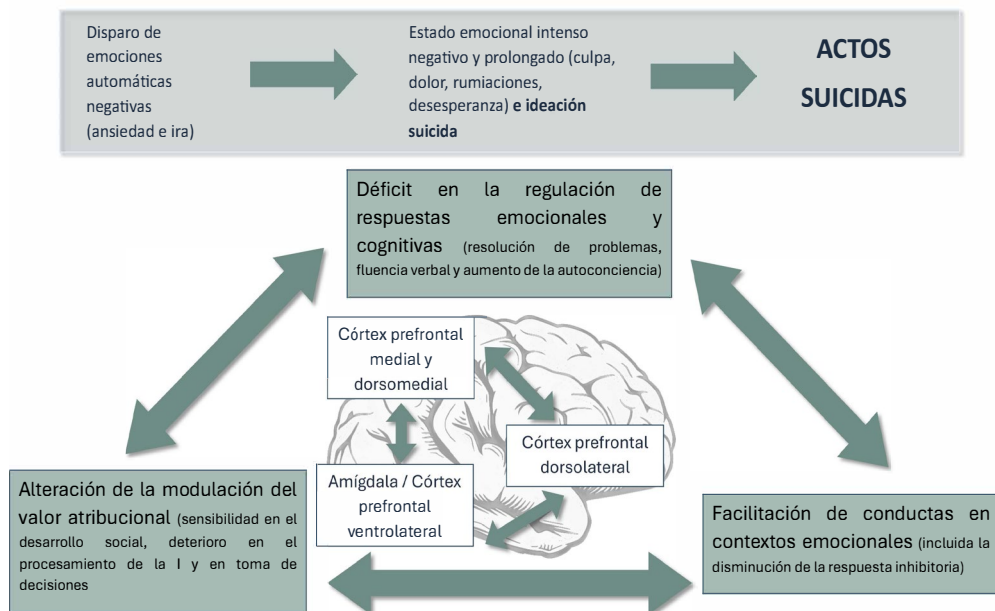 Disparo de
emociones
automáticas
negativas
(ansiedad e ira)
Estado emocional intenso
negativo y prolongado (culpa,
dolor, rumiaciones,
desesperanza) e ideación
suicida
ACTOS
SUICIDAS
Déficit en la regulación de
respuestas emocionales y
cognitivas (resolución de problemas,
fluencia verbal y aumento de la autoconciencia)
Córtex prefrontal
medial y
dorsomedial
Córtex prefrontal
dorsolateral
Amígdala / Córtex
prefrontal
ventrolateral
Alteración de la modulación del
valor atribucional (sensibilidad en el
desarrollo social, deterioro en el
procesamiento de la I y en toma de
decisiones
Facilitación de conductas en
contextos emocionales (incluida la
disminución de la respuesta inhibitoria)